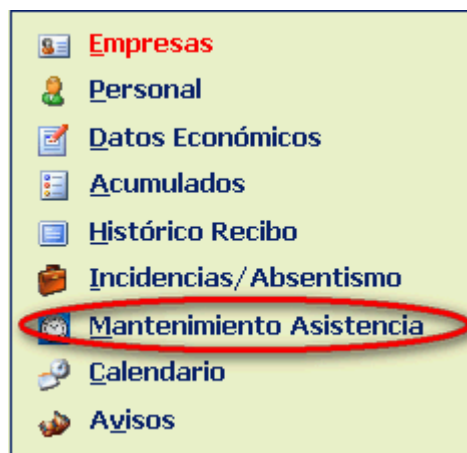 Empresas
Personal
Datos Económicos
Acumulados
Histórico Recibo
Incidencias/Absentismo
Mantenimiento Asistencia
Calendario
Avisos